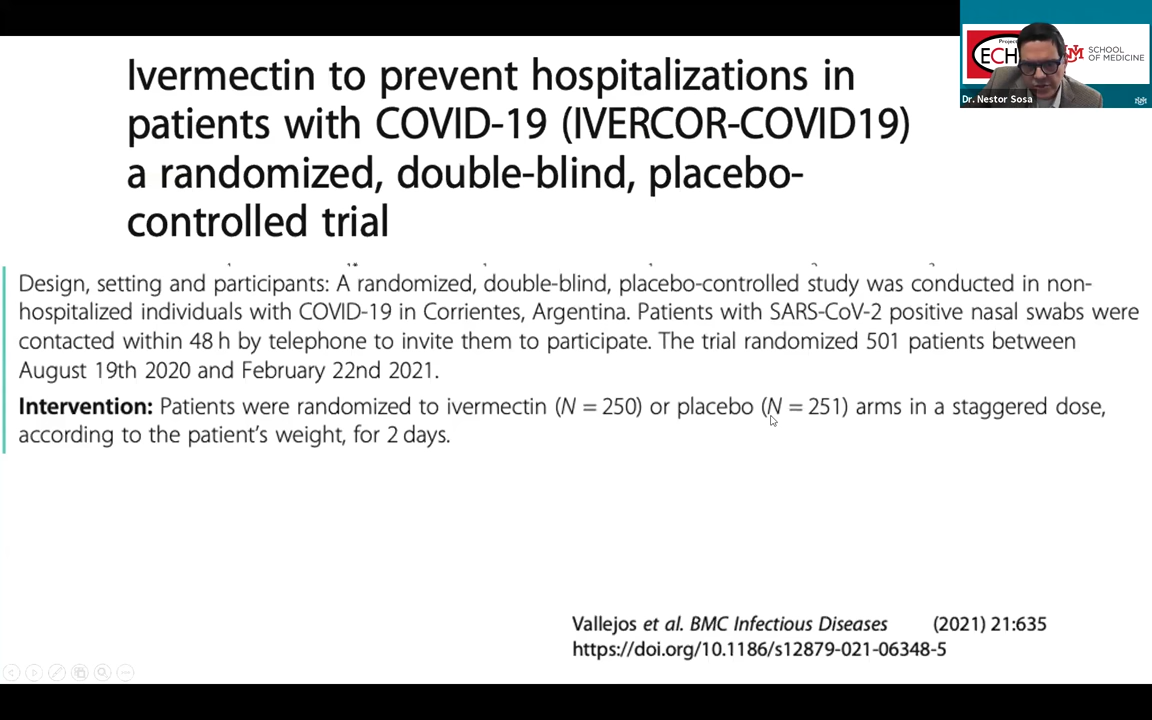 Ivermectin to prevent hospitalizations in
patients with COVID-19 (IVERCOR-COVID19)
a randomized, double-blind, placebo-
controlled trial
Project
ECH
SCHOOL
OF MEDICINE
Dr. Nestor Sosa
Design, setting and participants: A randomized, double-blind, placebo-controlled study was conducted in non-
hospitalized individuals with COVID-19 in Corrientes, Argentina. Patients with SARS-CoV-2 positive nasal swabs were
contacted within 48 h by telephone to invite them to participate. The trial randomized 501 patients between
August 19th 2020 and February 22nd 2021.
Intervention: Patients were randomized to ivermectin (N = 250) or placebo (N = 251) arms in a staggered dose,
according to the patient's weight, for 2 days.
Vallejos et al. BMC Infectious Diseases (2021) 21:635
https://doi.org/10.1186/s12879-021-06348-5